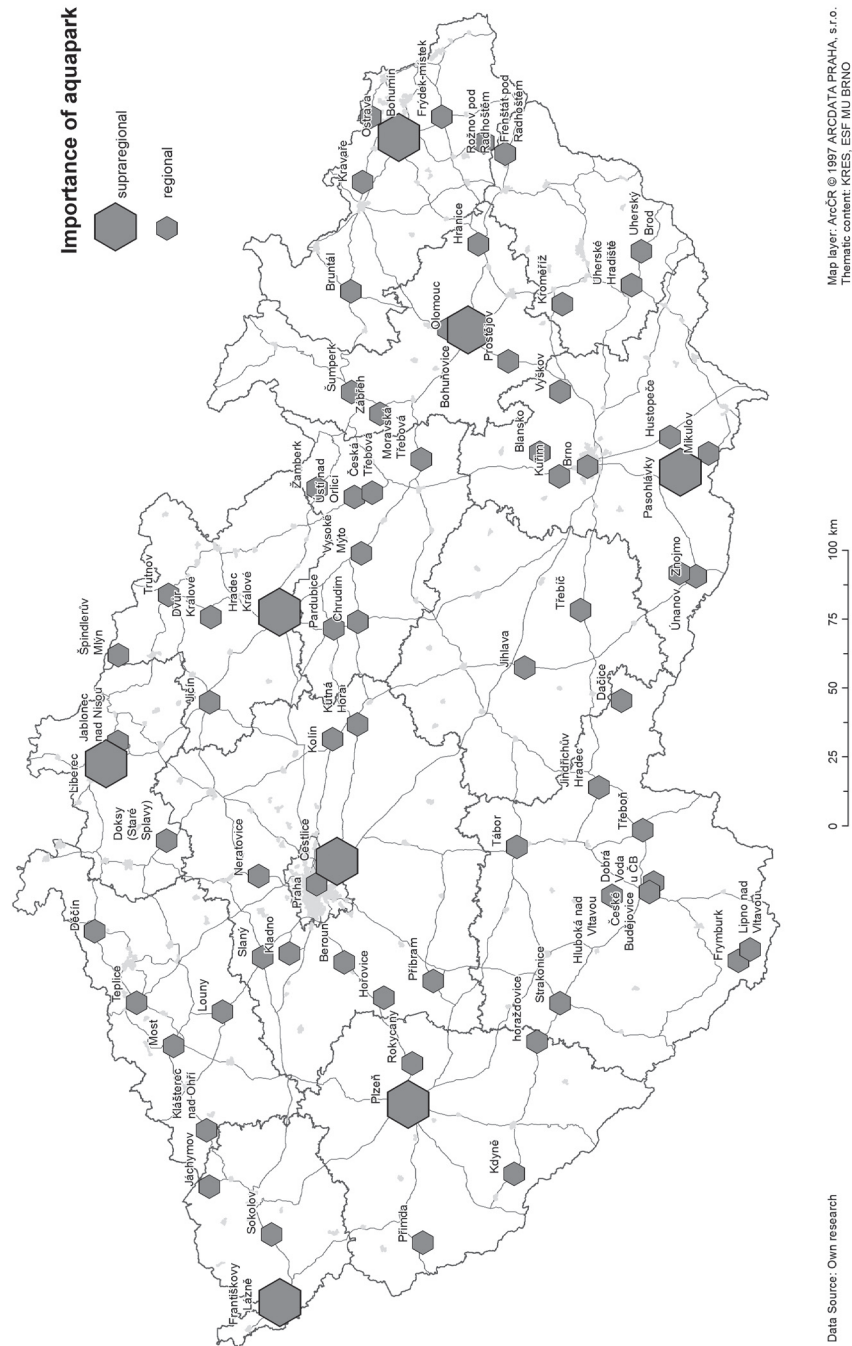 Importance of aquapark
supraregional
regional
Františkovy
Lázně
Sokolov
Jáchymov
Klášterec
nad-Ohří
Most
Teplice
Děčín
Louny
Přimda
Kdyně
Plzeň
Rokycany
Hořovice
Beroun
Příbram
Slaný
Kladno
Praha
Neratovice
Čestlice
Doksy
(Staré
Splavy)
Liberec
Jablonec
nad Nisou
Špindlerův
Mlýn
Jičín
Trutnov
Dvůr
Králové
Hradec
Králové
Kolín
Kutná
Hora
Pardubice
Chrudim
Vysoké
Mýto
Žamberk
Ústí nad
Orlicí
Česká
Třebová
Moravská
Třebová
Zábřeh
Šumperk
Bruntál
Krávaře
Ostrava
Bohumín
Frýdek-místek
Rožnov pod
Radhoštěm
Frenštát pod
Radhoštěm
Hranice
Olomouc
Bohuňovice
Prostějov
Kroměříž
Uherské
Hradiště
Uherský
Brod
Vyškov
Blansko
Kuřim
Brno
Hustopeče
Mikulov
Pasohlávky
Znojmo
Únanov
Třebíč
Jihlava
Dačice
Jindřichův
Hradec
Třeboň
Tábor
Dobrá
Voda
u ČB
České
Budějovice
Hluboká nad
Vltavou
Strakonice
horažďovice
Frymburk
Lipno nad
Vltavou
0 25 50 75 100 km
Data Source: Own research
Map layer: ArcČR © 1997 ARCDATA PRAHA, s.r.o.
Thematic content: KRES, ESF MU BRNO